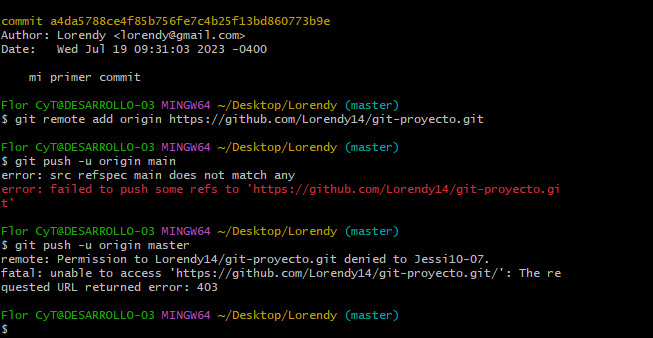 commit a4da5788ce4f85b756fe7c4b25f13bd860773b9e
Author: Lorendy <lorendy@gmail.com>
Date:   Wed Jul 19 09:31:03 2023 -0400
    mi primer commit
Flor CyT@DESARROLLO-03 MINGW64 ~/Desktop/Lorendy (master)
$ git remote add origin https://github.com/Lorendy14/git-proyecto.git
Flor CyT@DESARROLLO-03 MINGW64 ~/Desktop/Lorendy (master)
$ git push -u origin main
error: src refspec main does not match any
error: failed to push some refs to 'https://github.com/Lorendy14/git-proyecto.gi
t'
Flor CyT@DESARROLLO-03 MINGW64 ~/Desktop/Lorendy (master)
$ git push -u origin master
remote: Permission to Lorendy14/git-proyecto.git denied to Jessi10-07.
fatal: unable to access 'https://github.com/Lorendy14/git-proyecto.git/': The re
quested URL returned error: 403
Flor CyT@DESARROLLO-03 MINGW64 ~/Desktop/Lorendy (master)
$